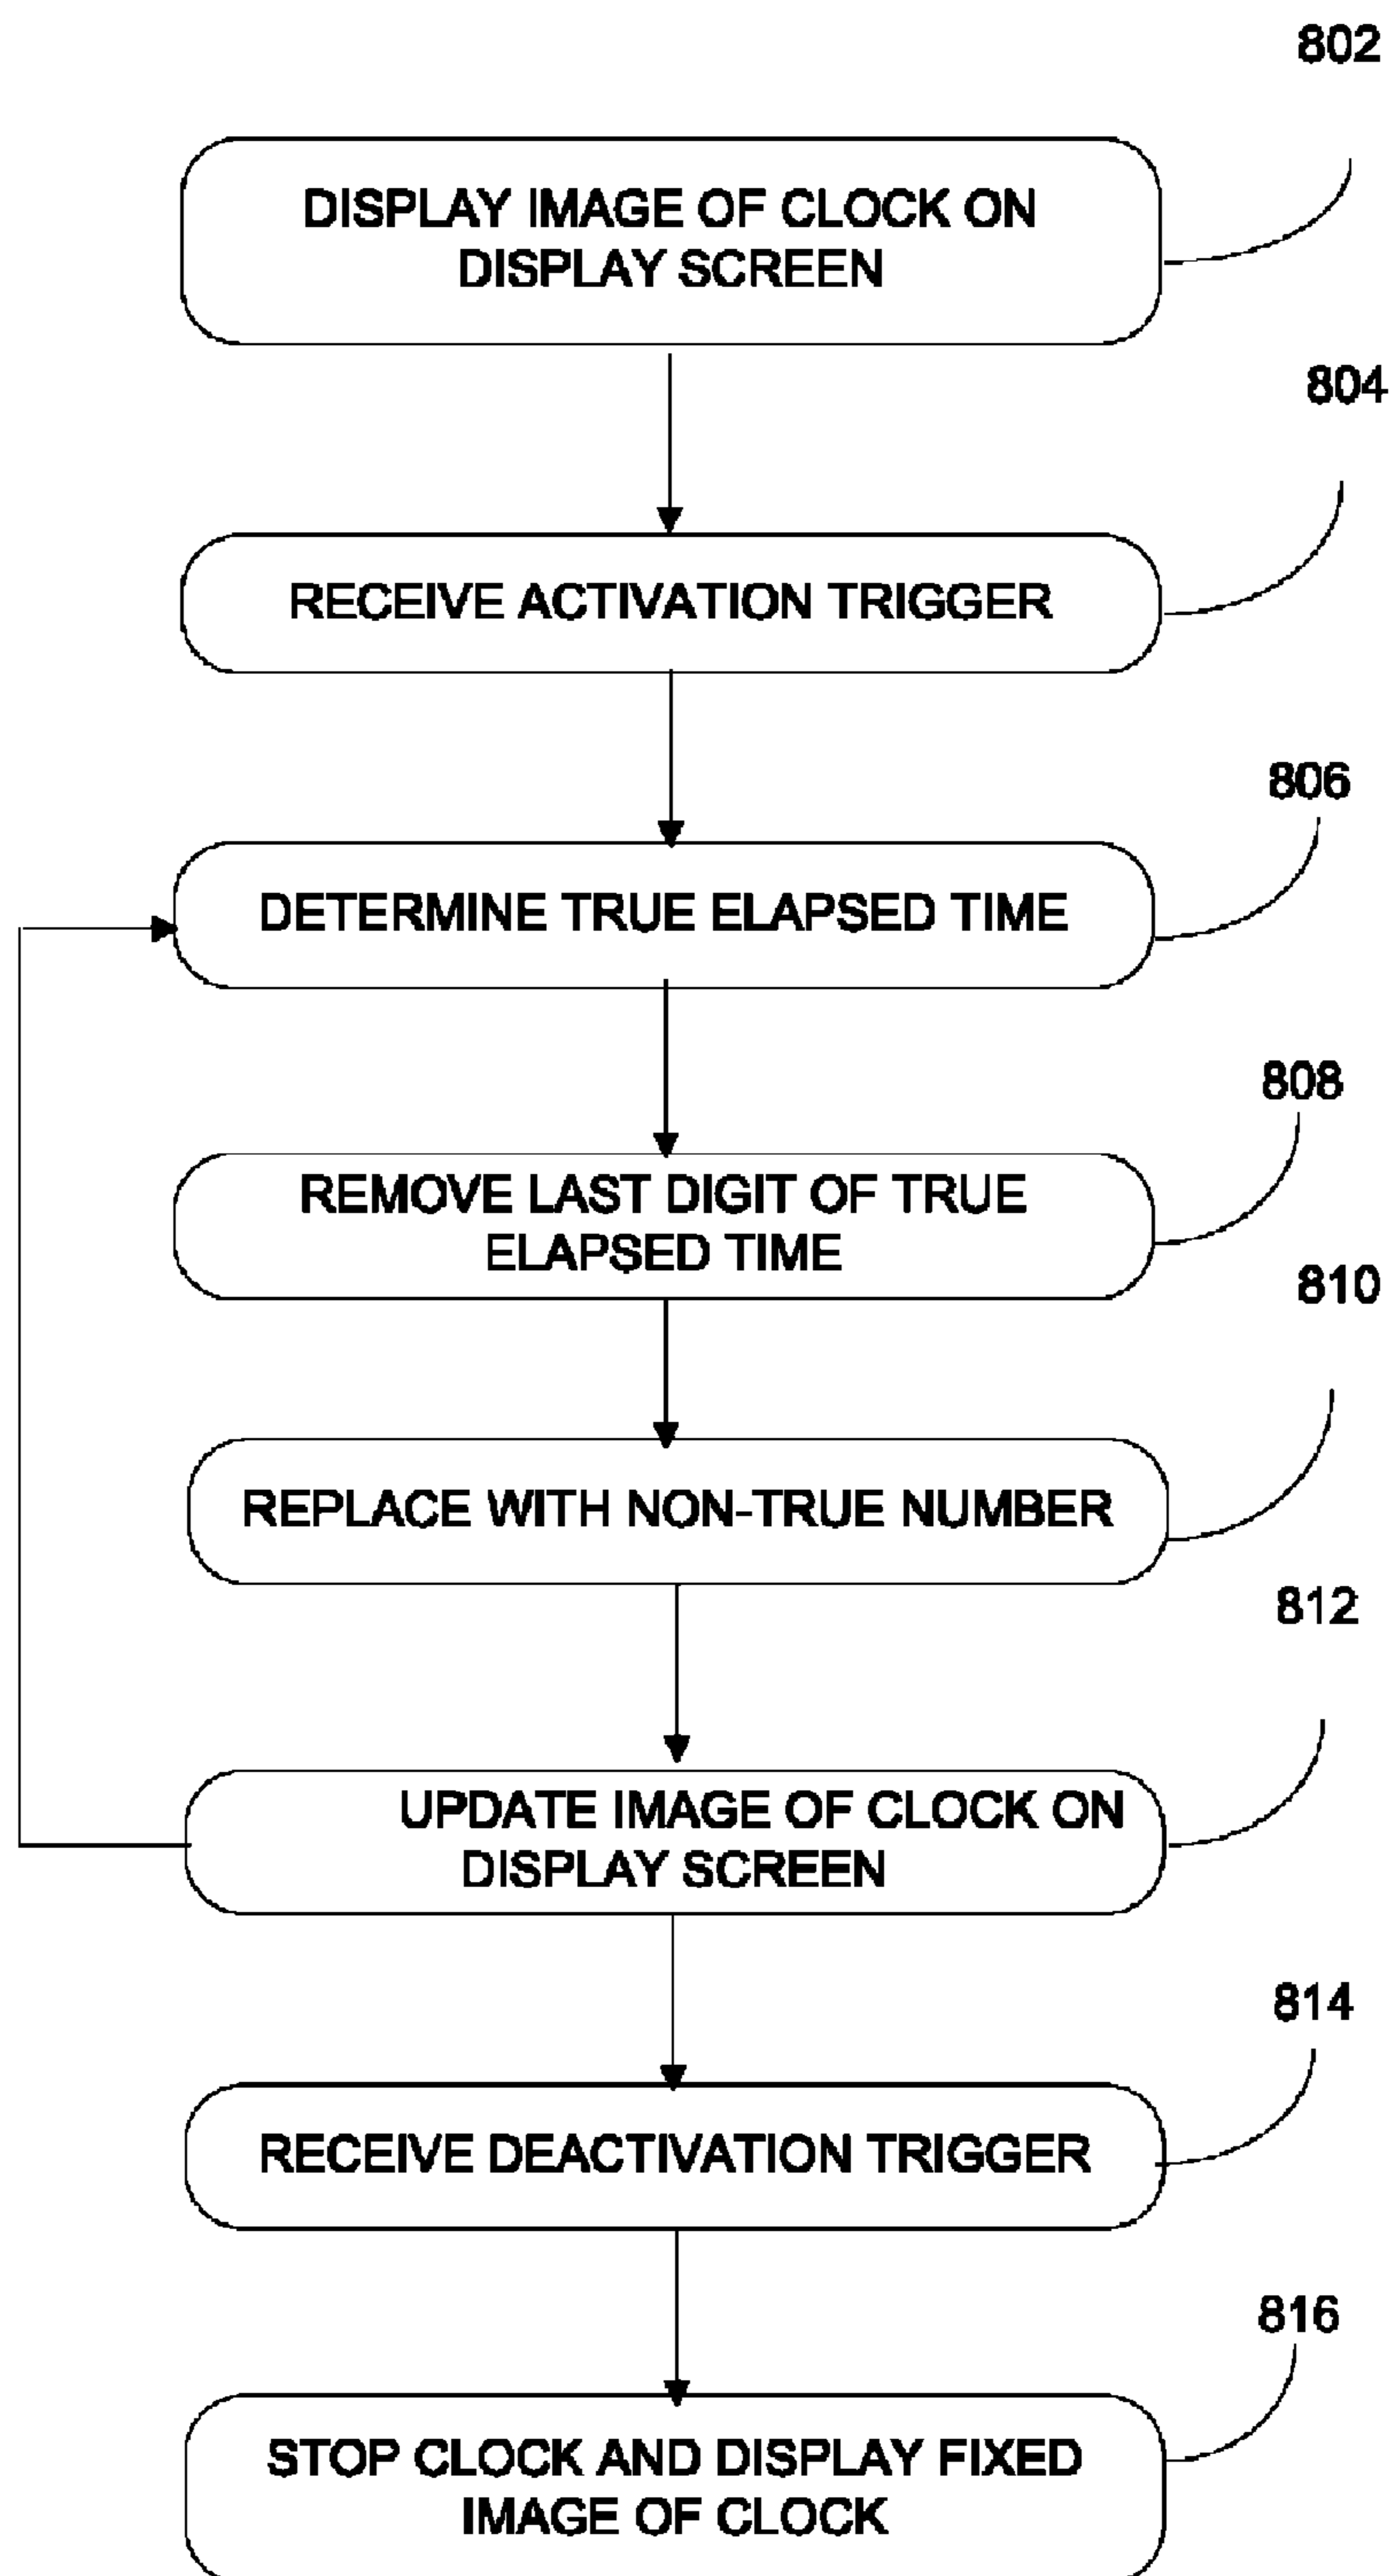 802
DISPLAY IMAGE OF CLOCK ON
DISPLAY SCREEN
804
RECEIVE ACTIVATION TRIGGER
806
DETERMINE TRUE ELAPSED TIME
808
REMOVE LAST DIGIT OF TRUE
ELAPSED TIME
810
REPLACE WITH NON-TRUE NUMBER
812
UPDATE IMAGE OF CLOCK ON
DISPLAY SCREEN
814
RECEIVE DEACTIVATION TRIGGER
816
STOP CLOCK AND DISPLAY FIXED
IMAGE OF CLOCK